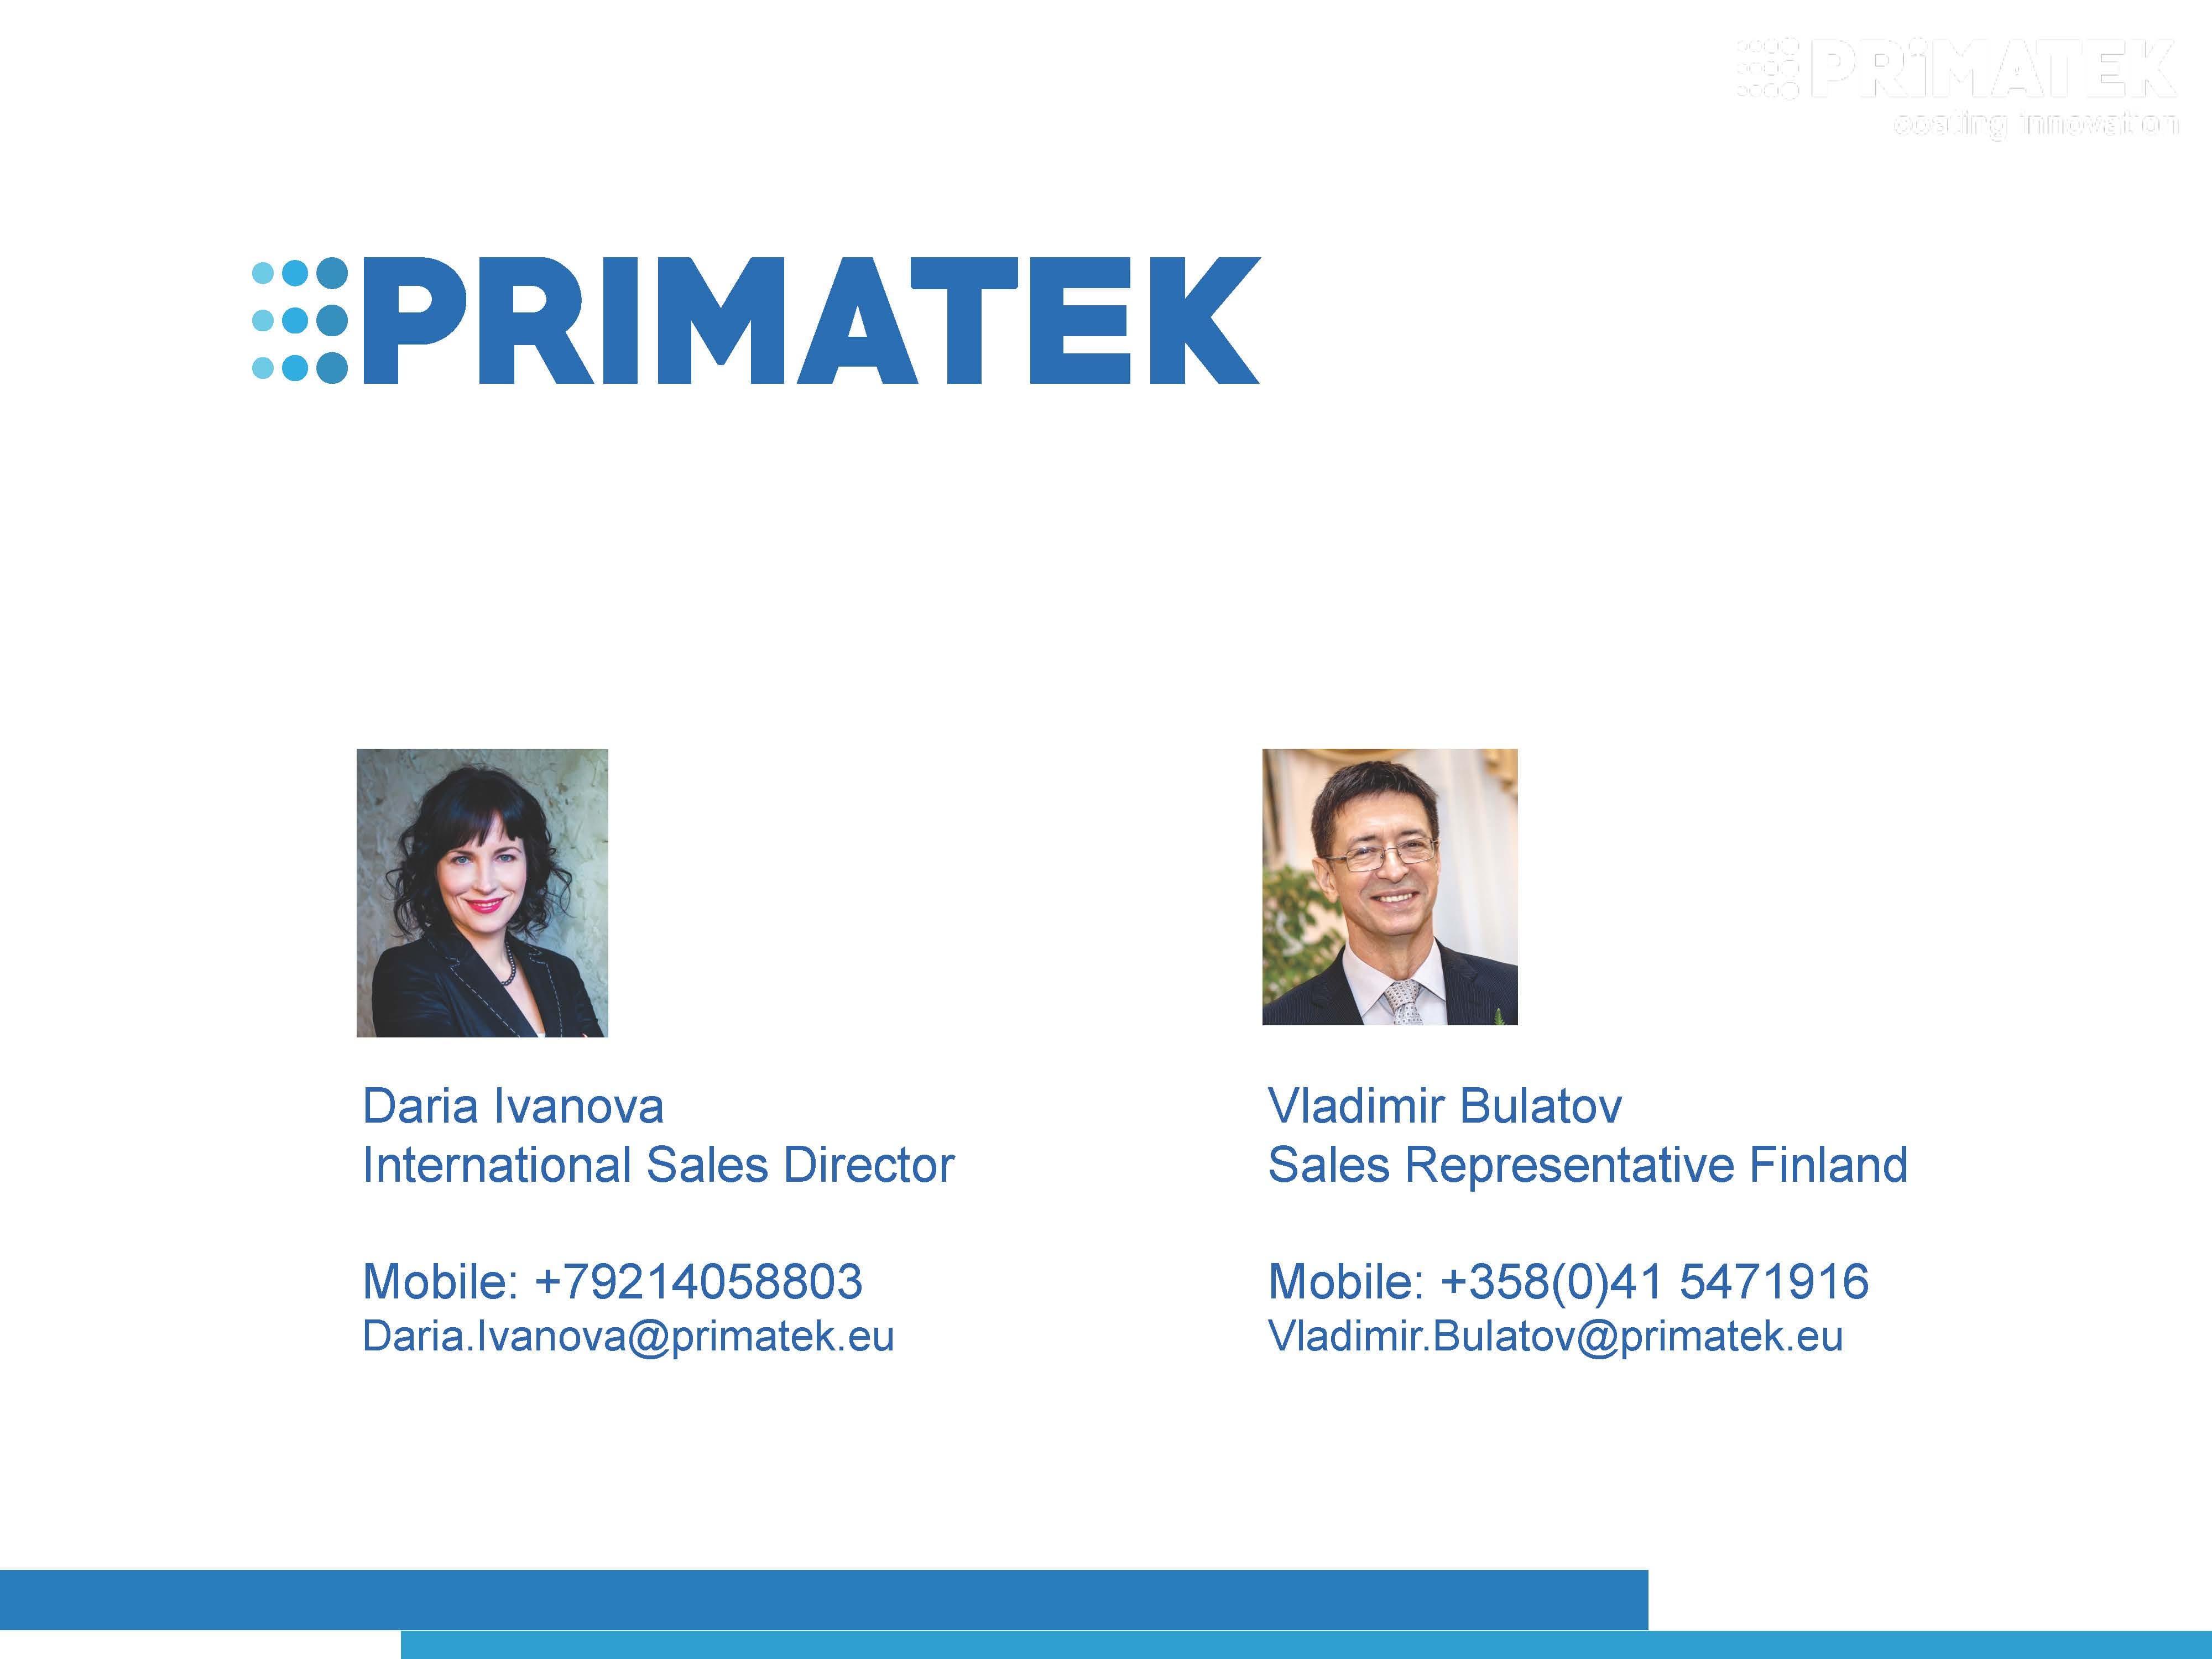 PRiMATEK
coating innovation
PRIMATEK
Daria Ivanova
International Sales Director
Mobile: +79214058803
Daria.Ivanova@primatek.eu
Vladimir Bulatov
Sales Representative Finland
Mobile: +358(0)41 5471916
Vladimir.Bulatov@primatek.eu